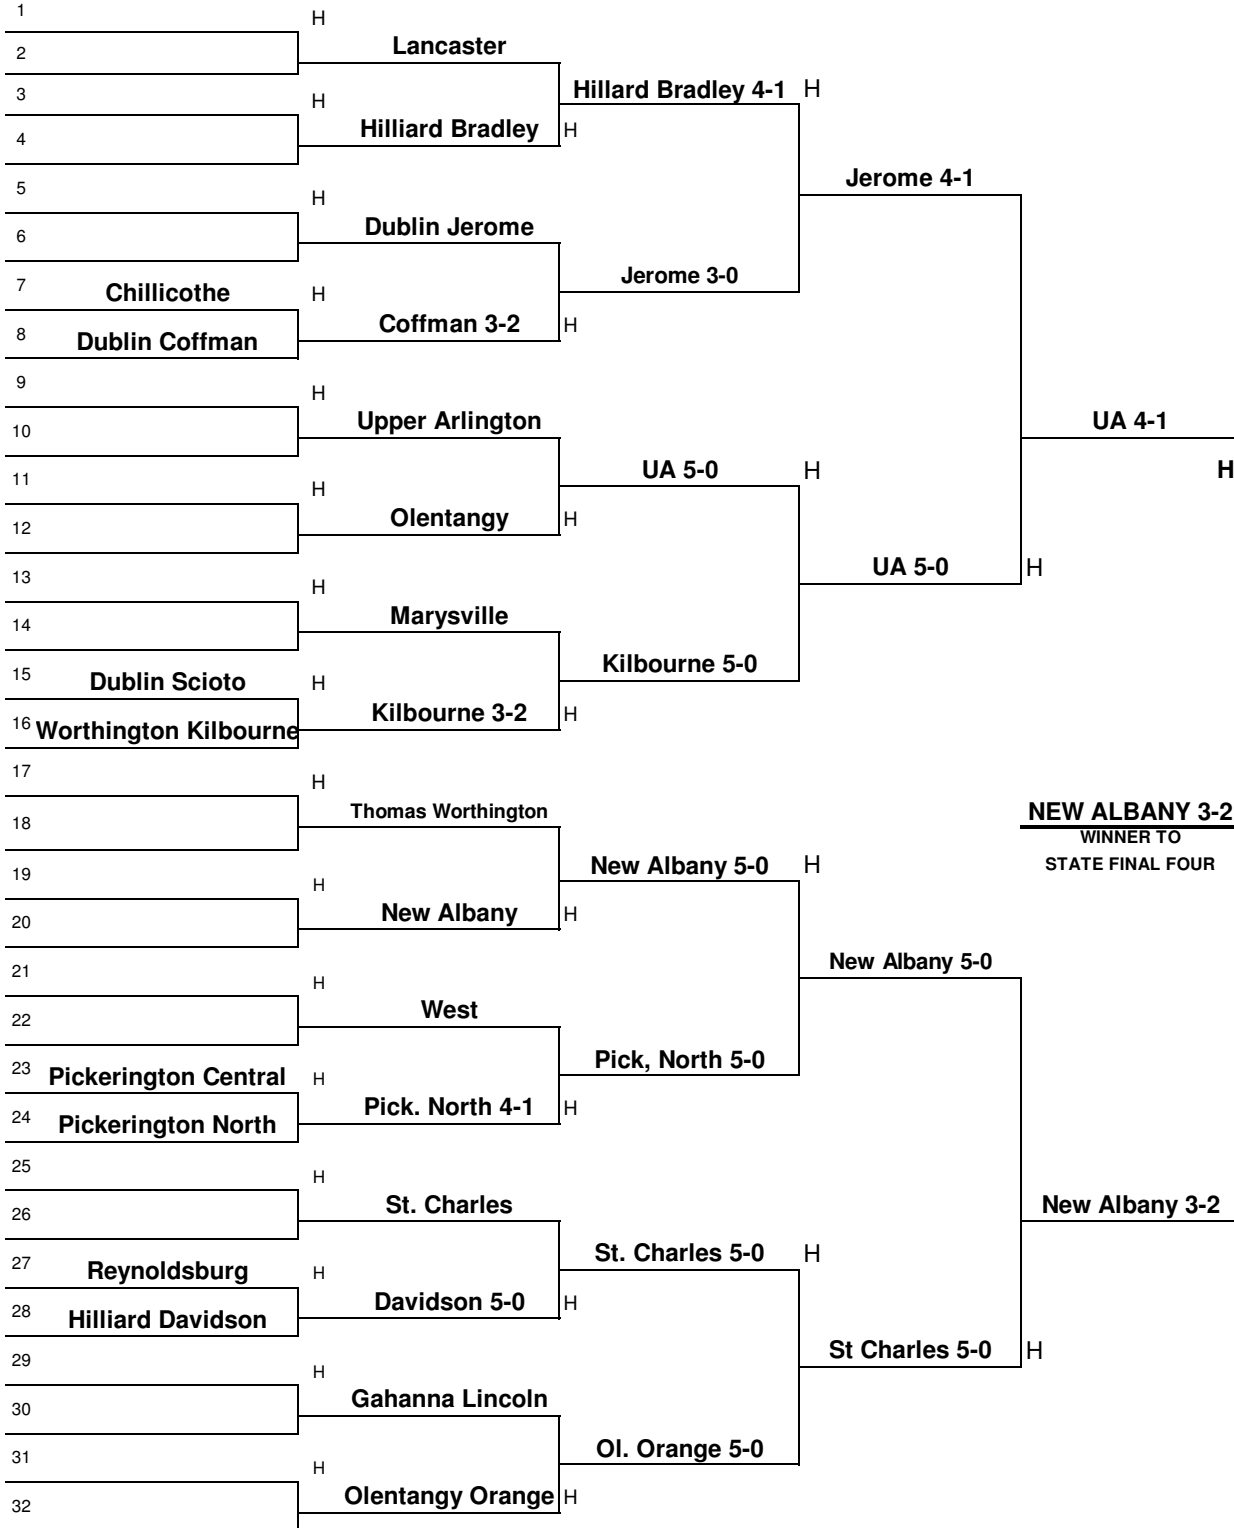 1
H
2
Lancaster
3
H
Hillard Bradley 4-1 H
4
Hilliard Bradley H
5
H
Jerome 4-1
6
Dublin Jerome
7 Chillicothe
H
Jerome 3-0
8 Dublin Coffman
Coffman 3-2 H
9
H
10
Upper Arlington
UA 4-1
11
H
UA 5-0 H
H
12
Olentangy H
13
H
UA 5-0 H
14
Marysville
15 Dublin Scioto
H
Kilbourne 5-0
16 Worthington Kilbourne
Kilbourne 3-2 H
17
H
18
Thomas Worthington
NEW ALBANY 3-2
WINNER TO
STATE FINAL FOUR
19
H
New Albany 5-0 H
20
New Albany H
21
H
New Albany 5-0
22
West
23 Pickerington Central
H
Pick, North 5-0
24 Pickerington North
Pick. North 4-1 H
25
H
26
St. Charles
New Albany 3-2
27 Reynoldsburg
H
St. Charles 5-0 H
28 Hilliard Davidson
Davidson 5-0 H
29
H
St Charles 5-0 H
30
Gahanna Lincoln
31
H
Ol. Orange 5-0
32
Olentangy Orange H